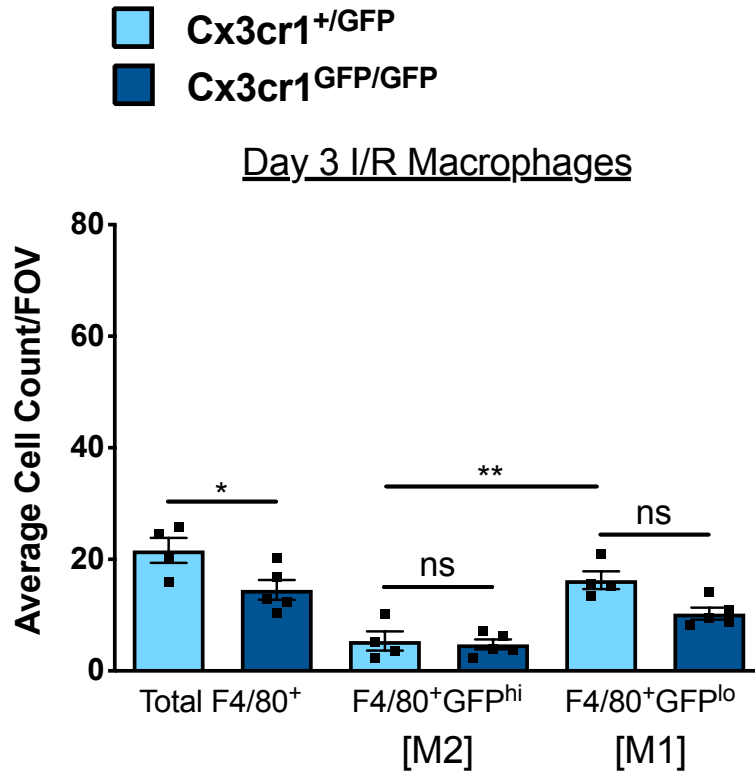 Cx3cr1+/GFP
Cx3cr1GFP/GFP
Day 3 I/R Macrophages
Average Cell Count/FOV
80
60
40
20
0
*
ns
**
ns
Total F4/80+
F4/80+GFPhi
F4/80+GFPlo
[M2]
[M1]